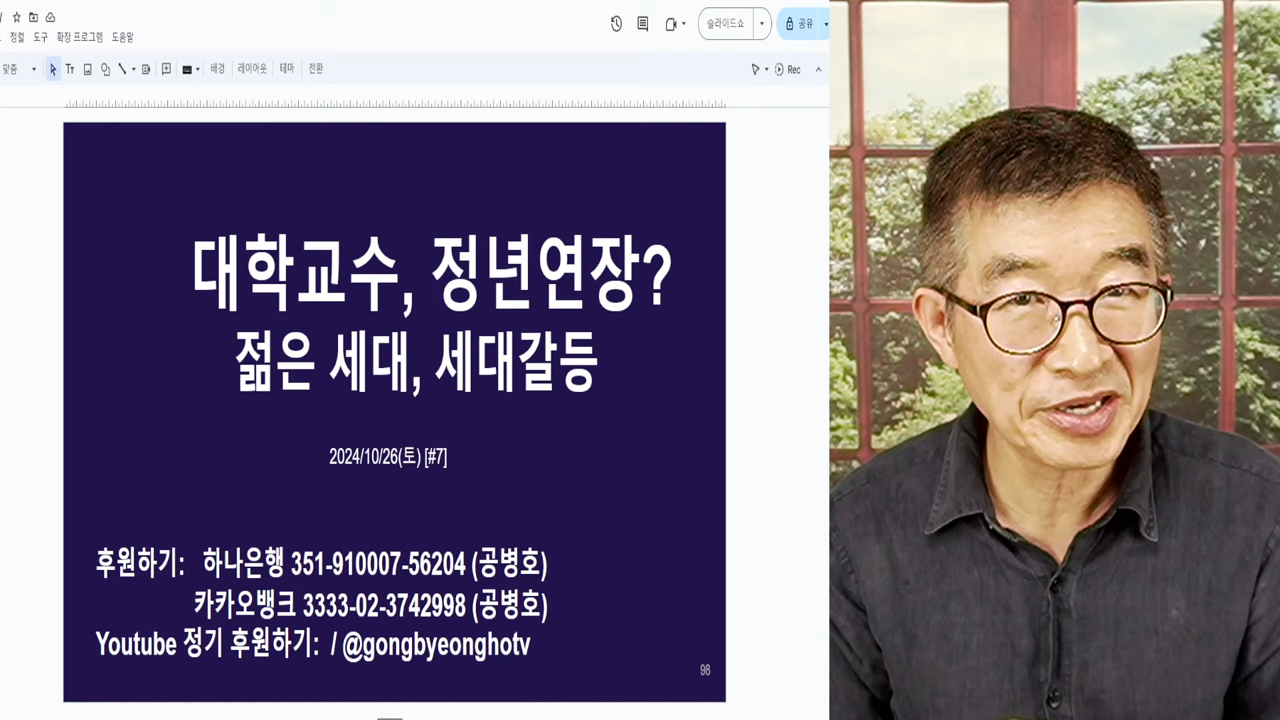 정렬 도구 확장 프로그램 도움말
슬라이드쇼
공유
맞춤
배경 레이아웃 테마 전환
Rec
대학교수, 정년연장?
젊은 세대, 세대갈등
2024/10/26(토) [#7]
후원하기: 하나은행 351-910007-56204 (공병호)
카카오뱅크 3333-02-3742998 (공병호)
Youtube 정기 후원하기: / @gongbyeonghotv
98